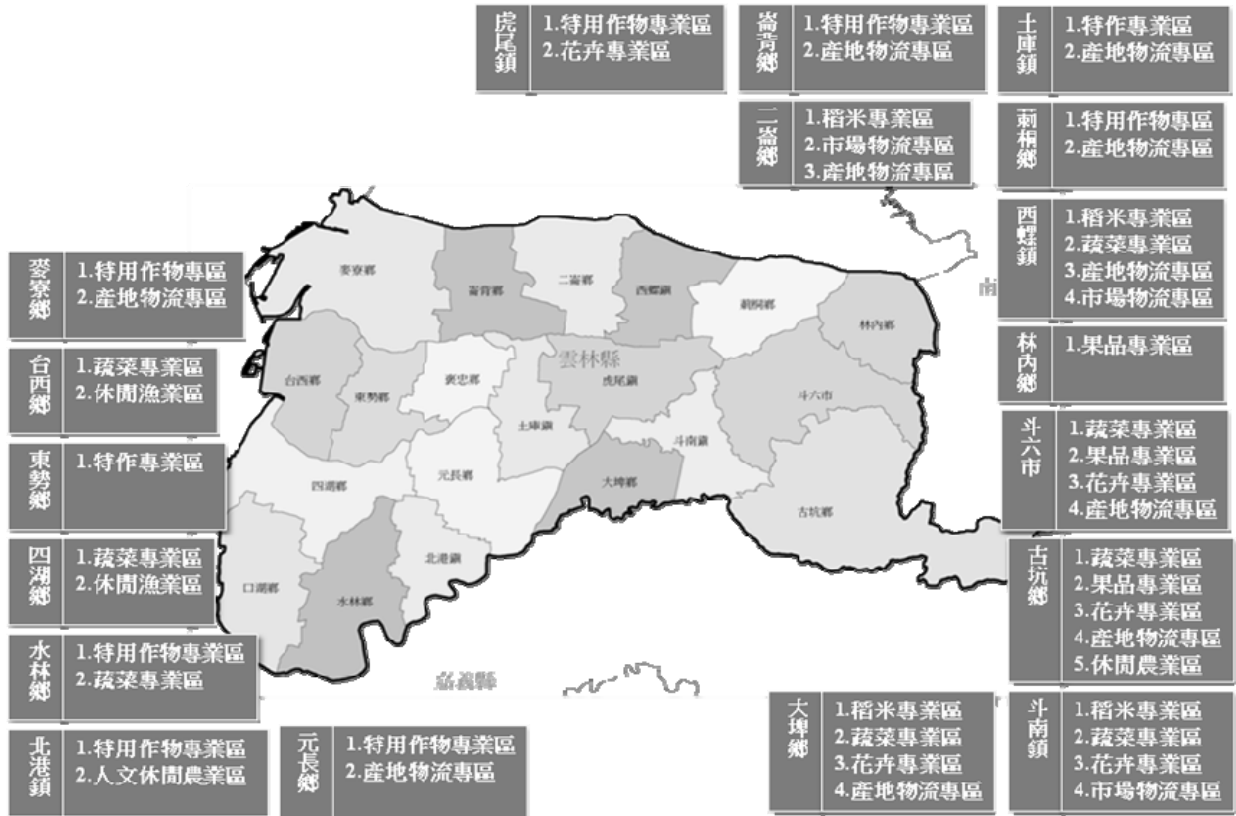 虎尾鎮
1.特用作物專業區
2.花卉專業區
崙背鄉
1.特用作物專業區
2.產地物流專區
土庫鎮
1.特作專業區
2.產地物流專區
二崙鄉
1.稻米專業區
2.市場物流專區
3.產地物流專區
莿桐鄉
1.特用作物專區
2.產地物流專區
西螺鎮
1.稻米專業區
2.蔬菜專業區
3.產地物流專區
4.市場物流專區
林內鄉
1.果品專業區
斗六市
1.蔬菜專業區
2.果品專業區
3.花卉專業區
4.產地物流專區
古坑鄉
1.蔬菜專業區
2.果品專業區
3.花卉專業區
4.產地物流專區
5.休閒農業區
斗南鎮
1.稻米專業區
2.蔬菜專業區
3.花卉專業區
4.市場物流專區
大埤鄉
1.稻米專業區
2.蔬菜專業區
3.花卉專業區
4.產地物流專區
麥寮鄉
1.特用作物專區
2.產地物流專區
台西鄉
1.蔬菜專業區
2.休閒漁業區
東勢鄉
1.特作專業區
四湖鄉
1.蔬菜專業區
2.休閒漁業區
水林鄉
1.特用作物專業區
2.蔬菜專業區
北港鎮
1.特用作物專業區
2.人文休閒農業區
元長鄉
1.特用作物專業區
2.產地物流專區
麥寮鄉
崙背鄉
二崙鄉
西螺鎮
莿桐鄉
林內鄉
雲林縣
台西鄉
東勢鄉
褒忠鄉
虎尾鎮
斗六市
土庫鎮
斗南鎮
四湖鄉
元長鄉
大埤鄉
古坑鄉
口湖鄉
水林鄉
北港鎮
嘉義縣
南